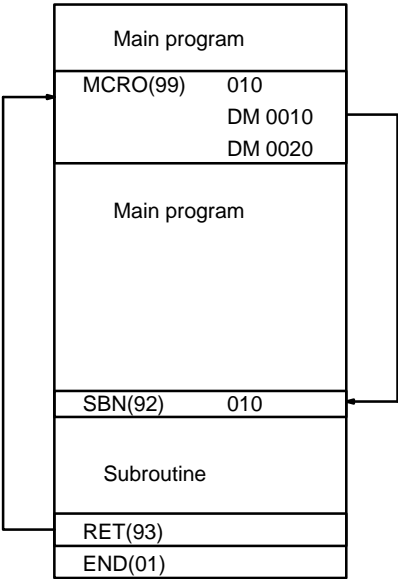 Main program
MCRO(99) 010
DM 0010
DM 0020
Main program
SBN(92) 010
Subroutine
RET(93)
END(01)